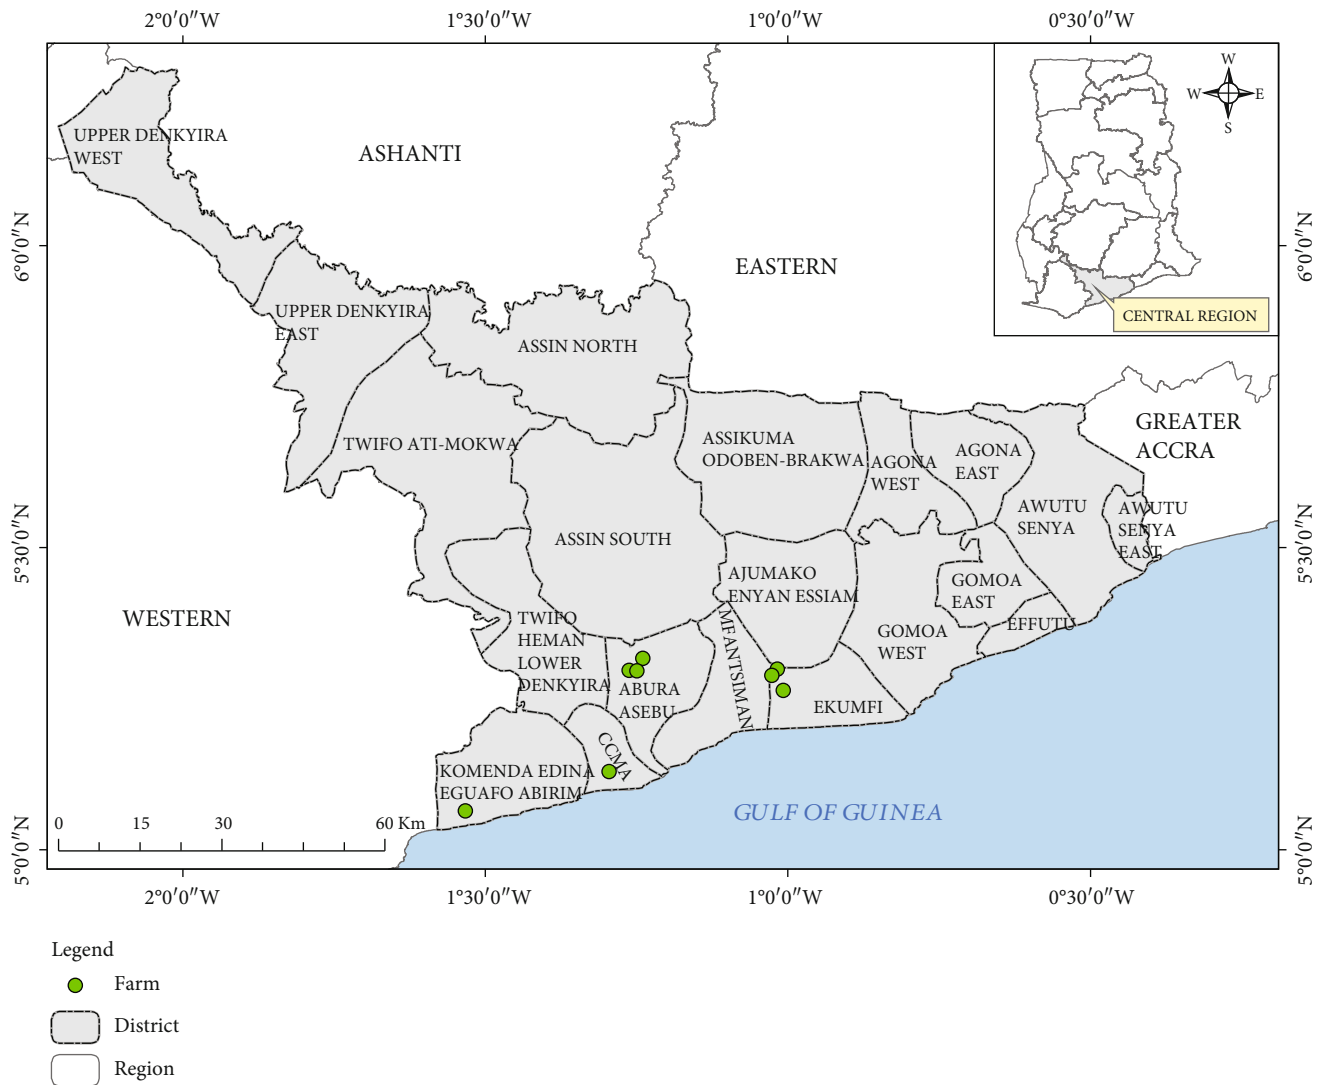 2°0′0″W
1°30′0″W
1°0′0″W
0°30′0″W
W
W
E
S
UPPER DENKYIRA
WEST
ASHANTI
6°0′0″N
6°0′0″N
EASTERN
CENTRAL REGION
UPPER DENKYIRA
EAST
ASSIN NORTH
GREATER
ACCRA
TWIFO ATI-MOKWA
ASSIKUMA
ODOBEN-BRAKWA
AGONA
WEST
AGONA
EAST
AWUTU
SENYA
AWUTU
SENYA
EAST
5°30′0″N
5°30′0″N
ASSIN SOUTH
AJUMAKO
ENYAN ESSIAM
GOMOA
EAST
WESTERN
TWIFO
HEMAN
LOWER
DENKYIRA
MFANTSIMAN
GOMOA
WEST
EFFUTU
ABURA
ASEBU
EKUMFI
CCMA
KOMENDA EDINA
EGUAFO ABIRIM
GULF OF GUINEA
0
15
30
60 Km
5°0′0″N
5°0′0″N
2°0′0″W
1°30′0″W
1°0′0″W
0°30′0″W
Legend
Farm
District
Region